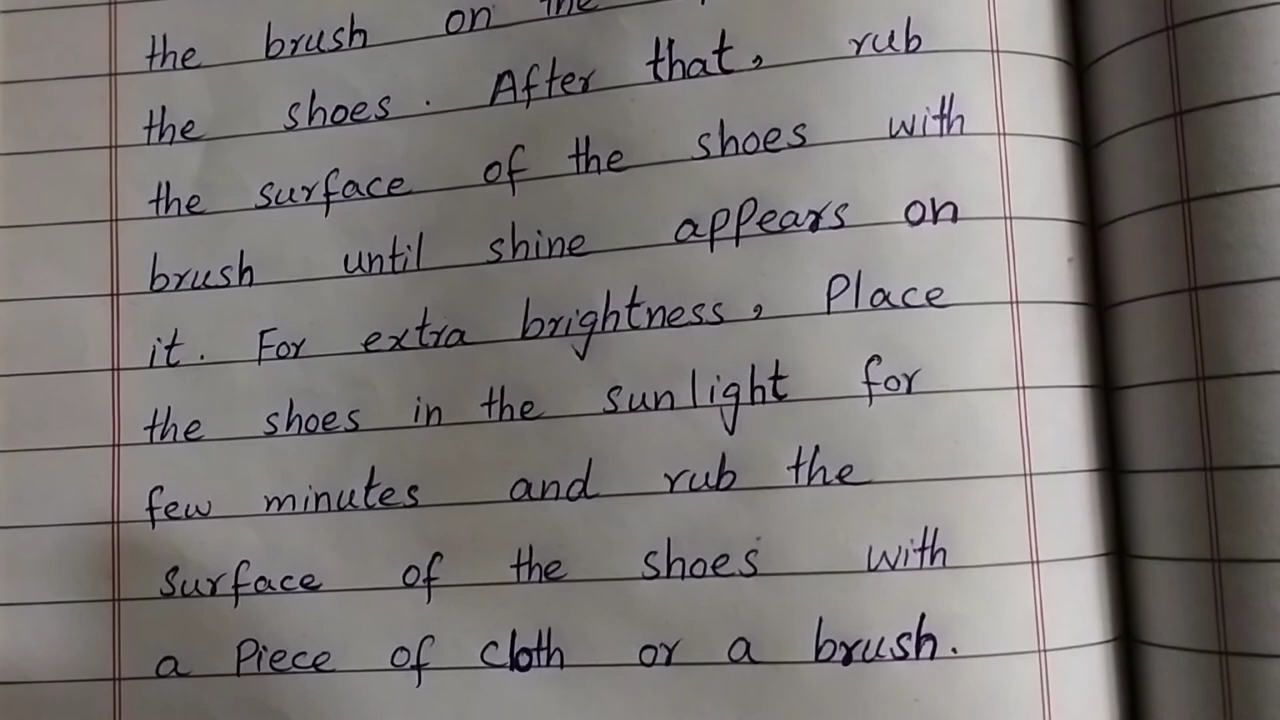 the brush on the
the shoes. After that, rub
the surface of the shoes with
brush until shine appears on
it. For extra brightness, Place
the shoes in the sunlight for
few minutes and rub the
surface of the shoes with
a Piece of cloth or a brush.